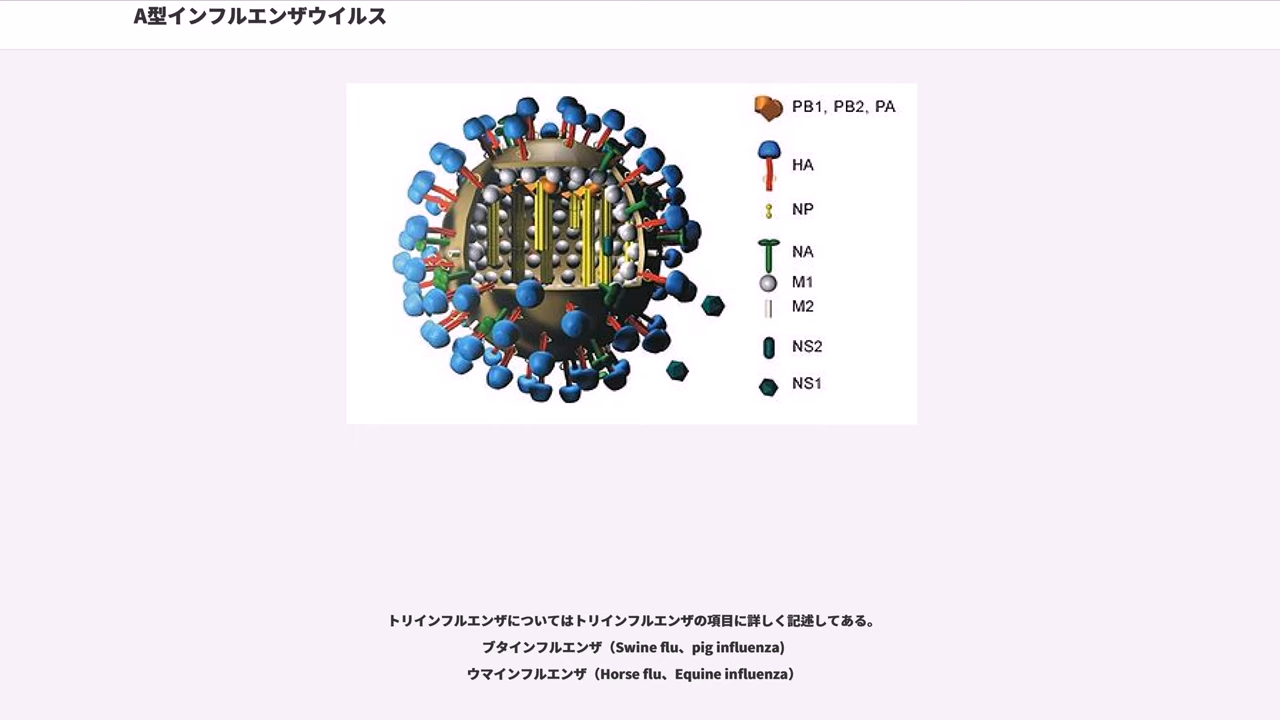 A型インフルエンザウイルス
PB1, PB2, PA
HA
NP
NA
M1
M2
NS2
NS1
トリインフルエンザについてはトリインフルエンザの項目に詳しく記述してある。
ブタインフルエンザ（Swine flu、pig influenza)
ウマインフルエンザ（Horse flu、Equine influenza）